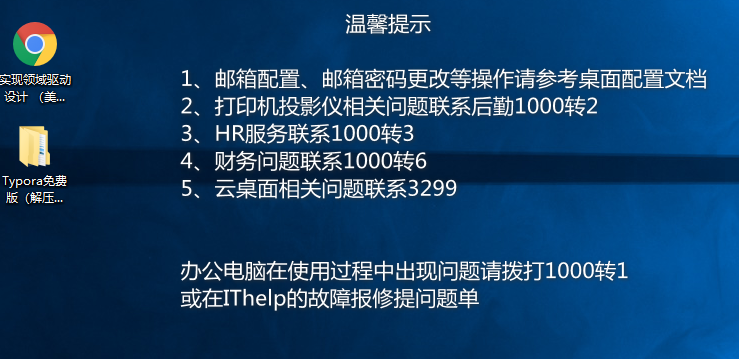 温馨提示
1、邮箱配置、邮箱密码更改等操作请参考桌面配置文档
2、打印机投影仪相关问题联系后勤1000转2
3、HR服务联系1000转3
4、财务问题联系1000转6
5、云桌面相关问题联系3299
办公电脑在使用过程中出现问题请拨打1000转1
或在IThelp的故障报修提问题单
实现领域驱动
设计 （美...
Typora免费
版（解压...